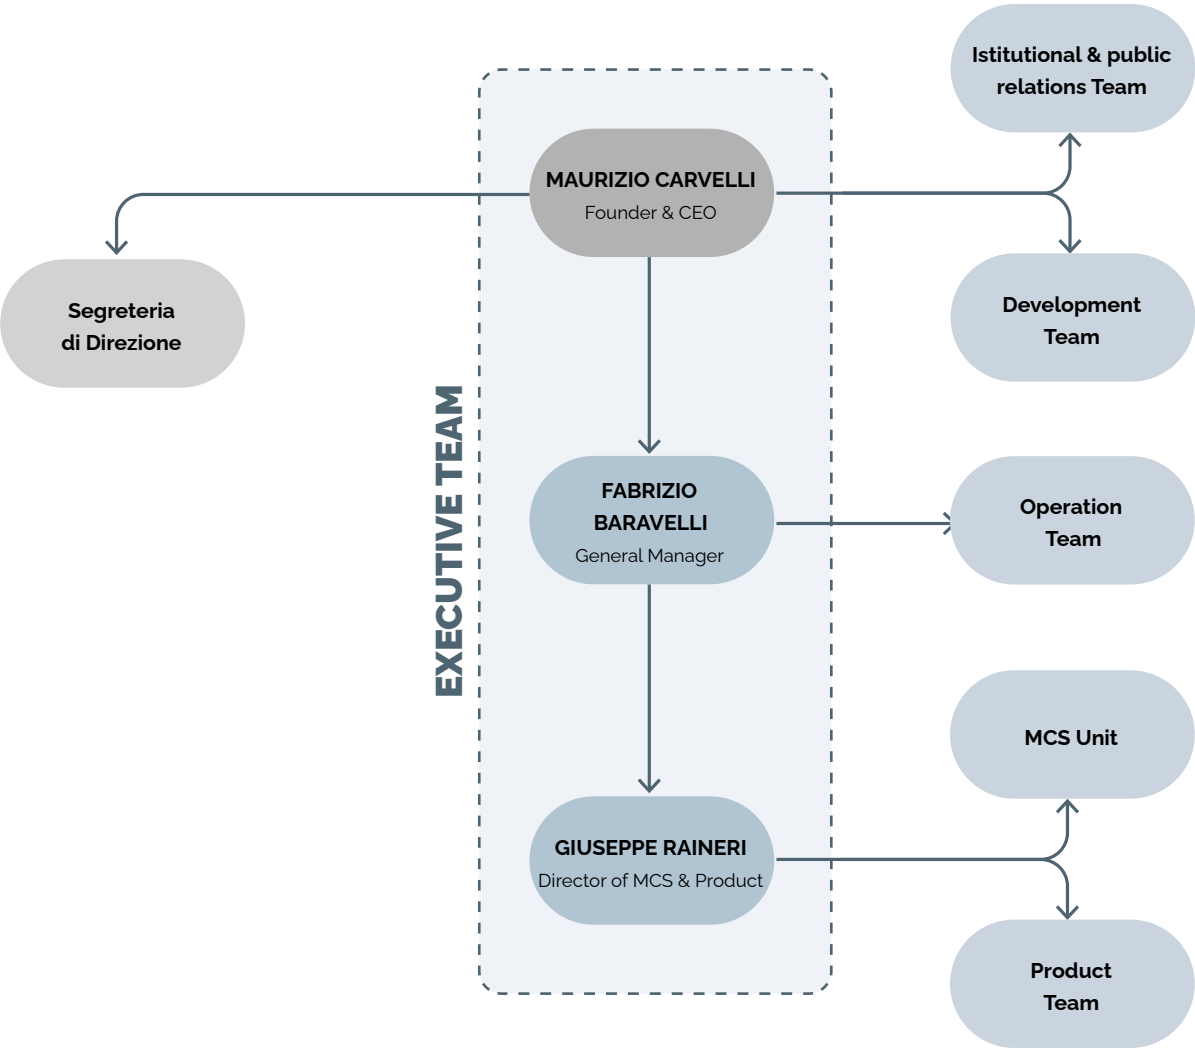 Istitutional & public
relations Team
MAURIZIO CARVELLI
Founder & CEO
Segreteria
di Direzione
Development
Team
EXECUTIVE TEAM
FABRIZIO
BARAVELLI
General Manager
Operation
Team
MCS Unit
GIUSEPPE RAINERI
Director of MCS & Product
Product
Team